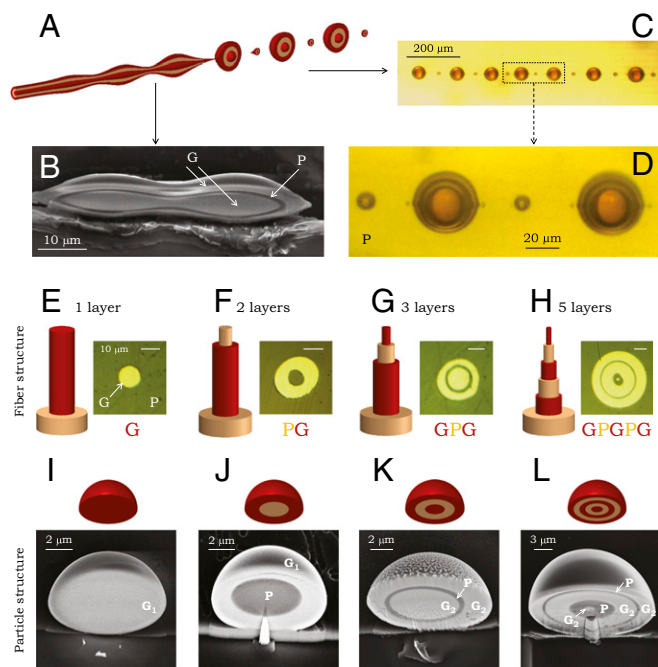 A
C
200 μm
B
G
P
10 μm
D
P
20 μm
E 1 layer
F 2 layers
G 3 layers
H 5 layers
Fiber structure
10 μm
G
P
G
PG
GPG
GPGPG
I
J
K
L
Particle structure
2 μm
G₁
2 μm
G₁
P
2 μm
P
G₂
G₂
3 μm
P
P
G₂
G₂
G₂